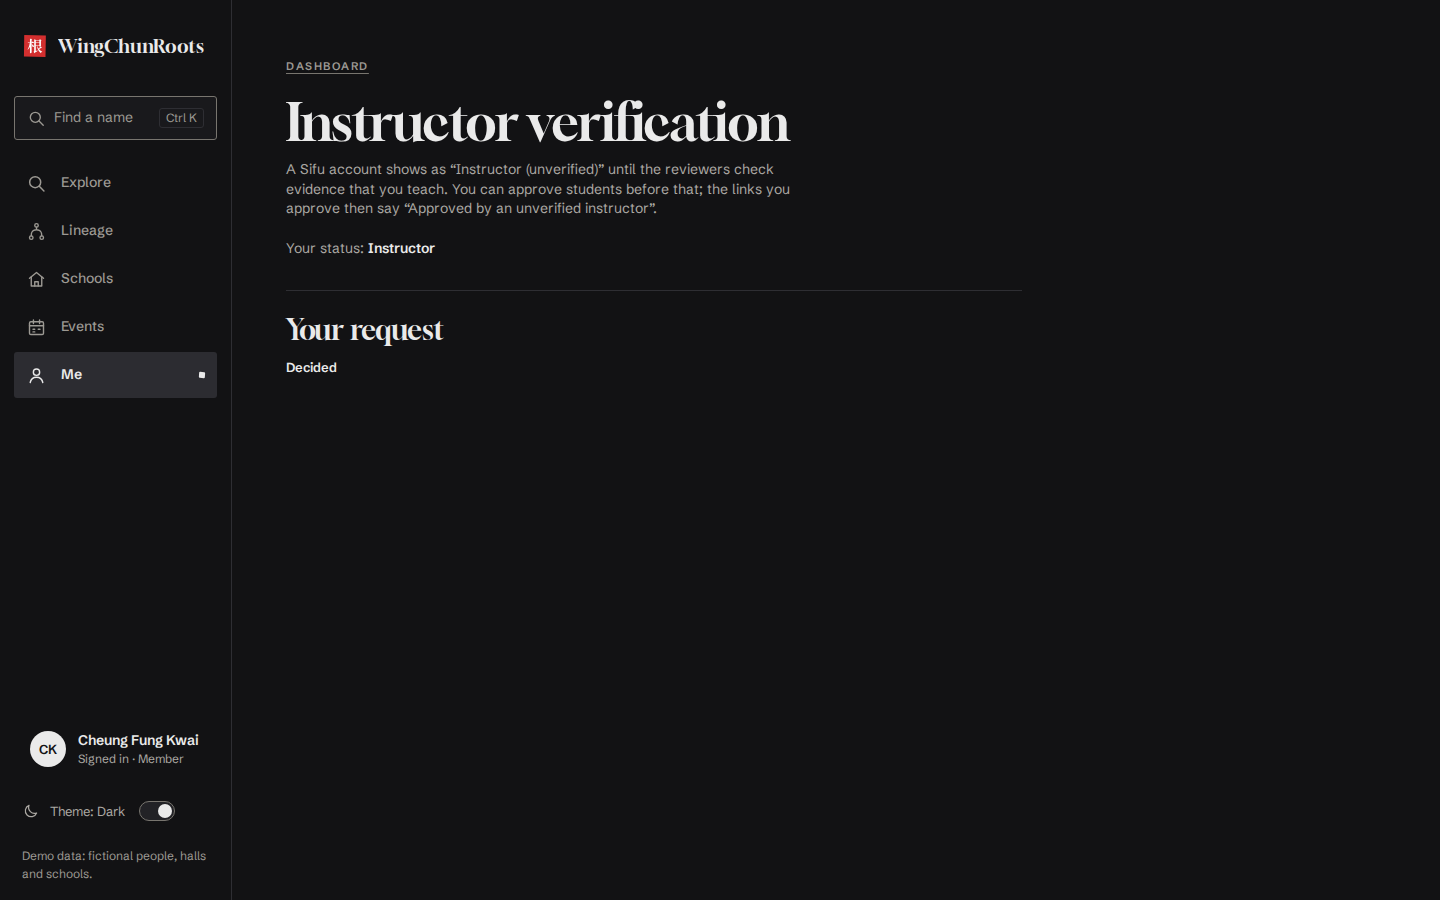 根 WingChunRoots
Find a name Ctrl K
Explore
Lineage
Schools
Events
Me
CK
Cheung Fung Kwai
Signed in · Member
Theme: Dark
Demo data: fictional people, halls
and schools.
DASHBOARD
Instructor verification
A Sifu account shows as “Instructor (unverified)” until the reviewers check
evidence that you teach. You can approve students before that; the links you
approve then say “Approved by an unverified instructor”.
Your status: Instructor
Your request
Decided